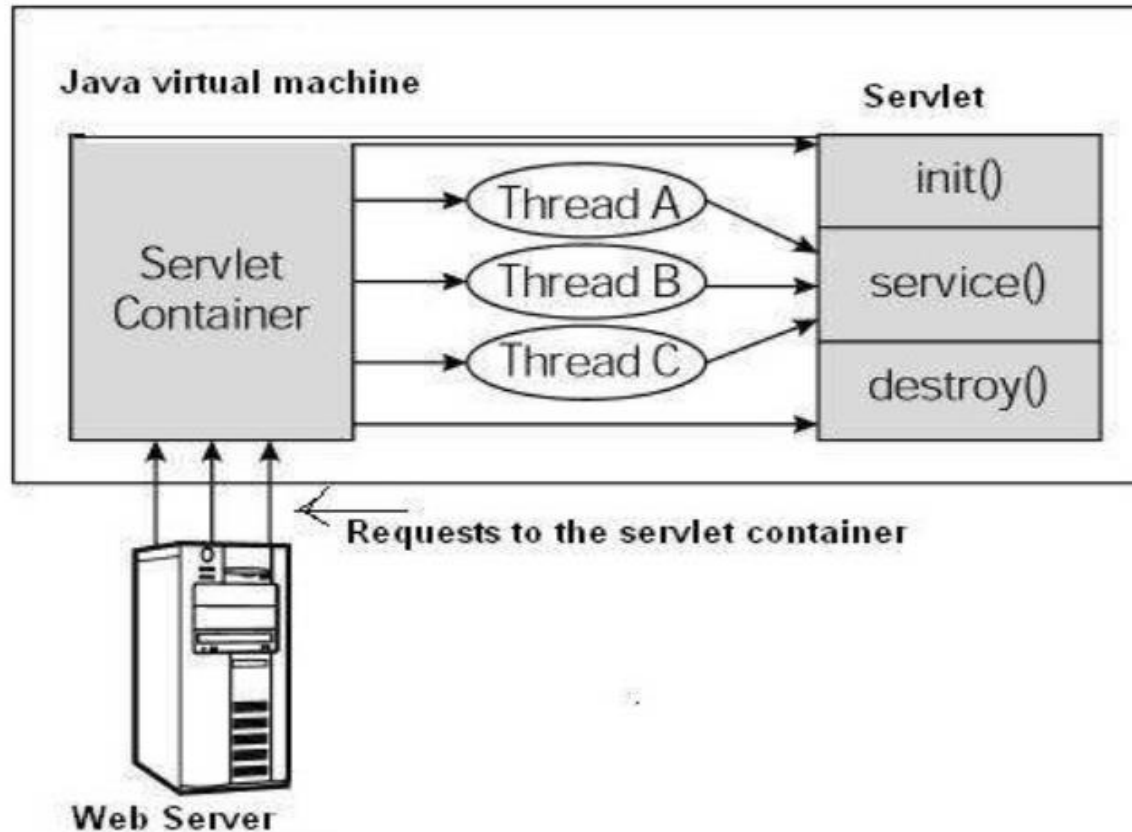 Java virtual machine
Servlet
Servlet
Container
Thread A
Thread B
Thread C
init()
service()
destroy()
Requests to the servlet container
Web Server